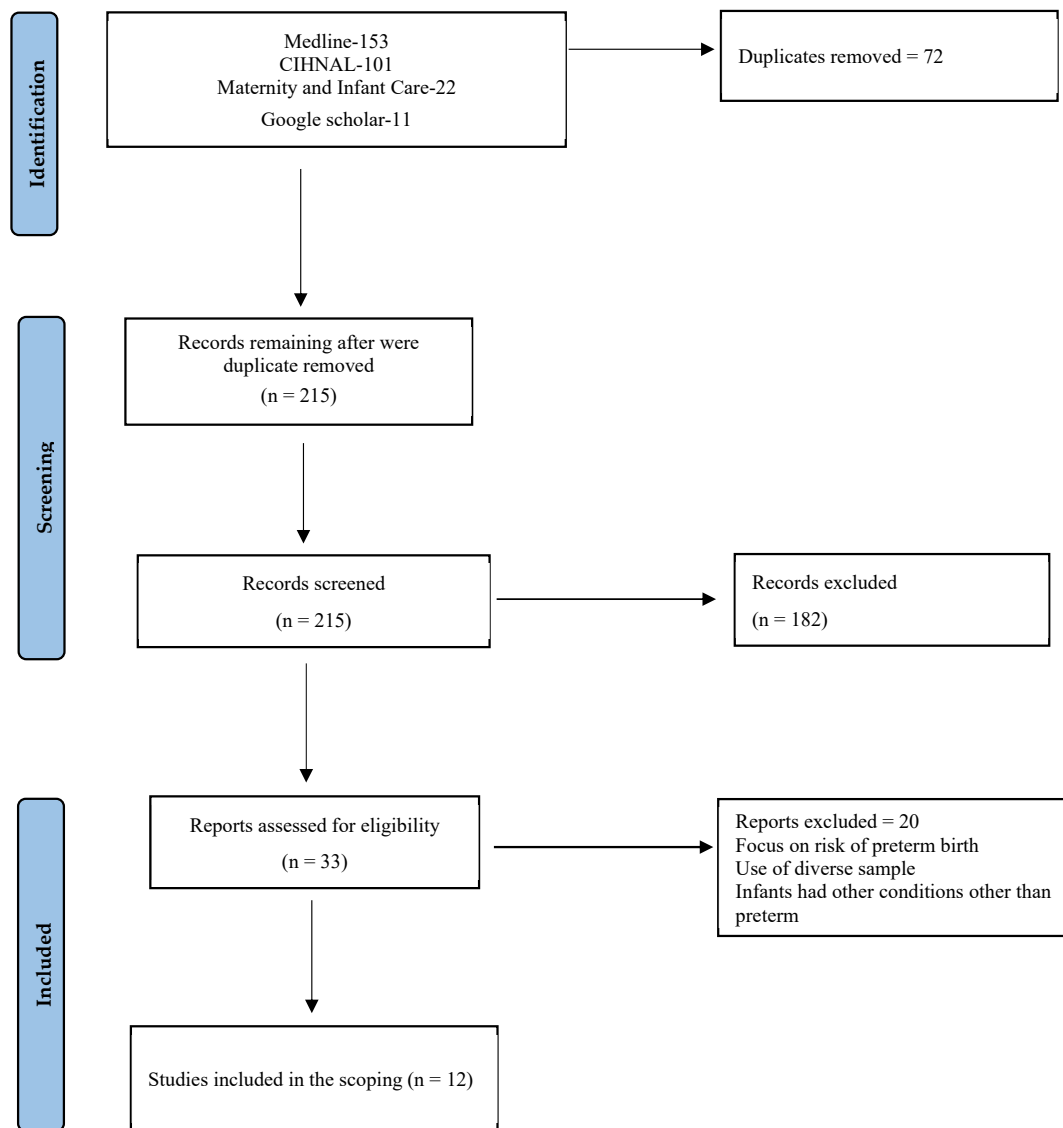 Identification
Medline-153
CIHNAL-101
Maternity and Infant Care-22
Google scholar-11
Duplicates removed = 72
Screening
Records remaining after were
duplicate removed
(n = 215)
Records screened
(n = 215)
Records excluded
(n = 182)
Included
Reports assessed for eligibility
(n = 33)
Reports excluded = 20
Focus on risk of preterm birth
Use of diverse sample
Infants had other conditions other than
preterm
Studies included in the scoping (n = 12)